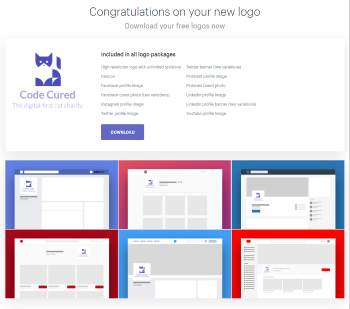 Congratulations on your new logo
Download your free logos now
Code Cured
The digital-first cat charity
Included in all logo packages
High resolution logo with unlimited revisions
Favicon
Facebook profile image
Facebook cover photo (two variations)
Instagram profile image
Twitter profile image
Twitter banner (two variations)
Pinterest profile image
Pinterest board photo
LinkedIn profile image
LinkedIn profile banner (two variations)
YouTube profile image
DOWNLOAD